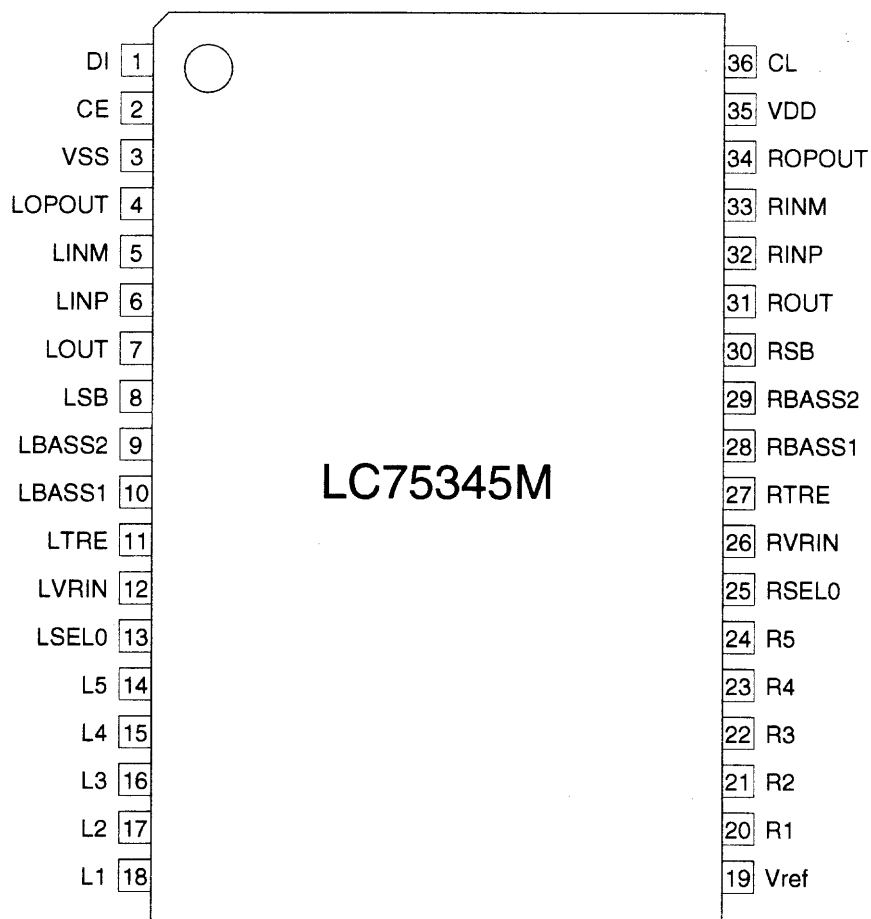 DI 1 36 CL
CE 2 35 VDD
VSS 3 34 ROPOUT
LOPOUT 4 33 RINM
LINM 5 32 RINP
LINP 6 31 ROUT
LOUT 7 30 RSB
LSB 8 29 RBASS2
LBASS2 9 28 RBASS1
LC75345M
LBASS1 10 27 RTRE
LTRE 11 26 RVRIN
LVRIN 12 25 RSEL0
LSEL0 13 24 R5
L5 14 23 R4
L4 15 22 R3
L3 16 21 R2
L2 17 20 R1
L1 18 19 Vref